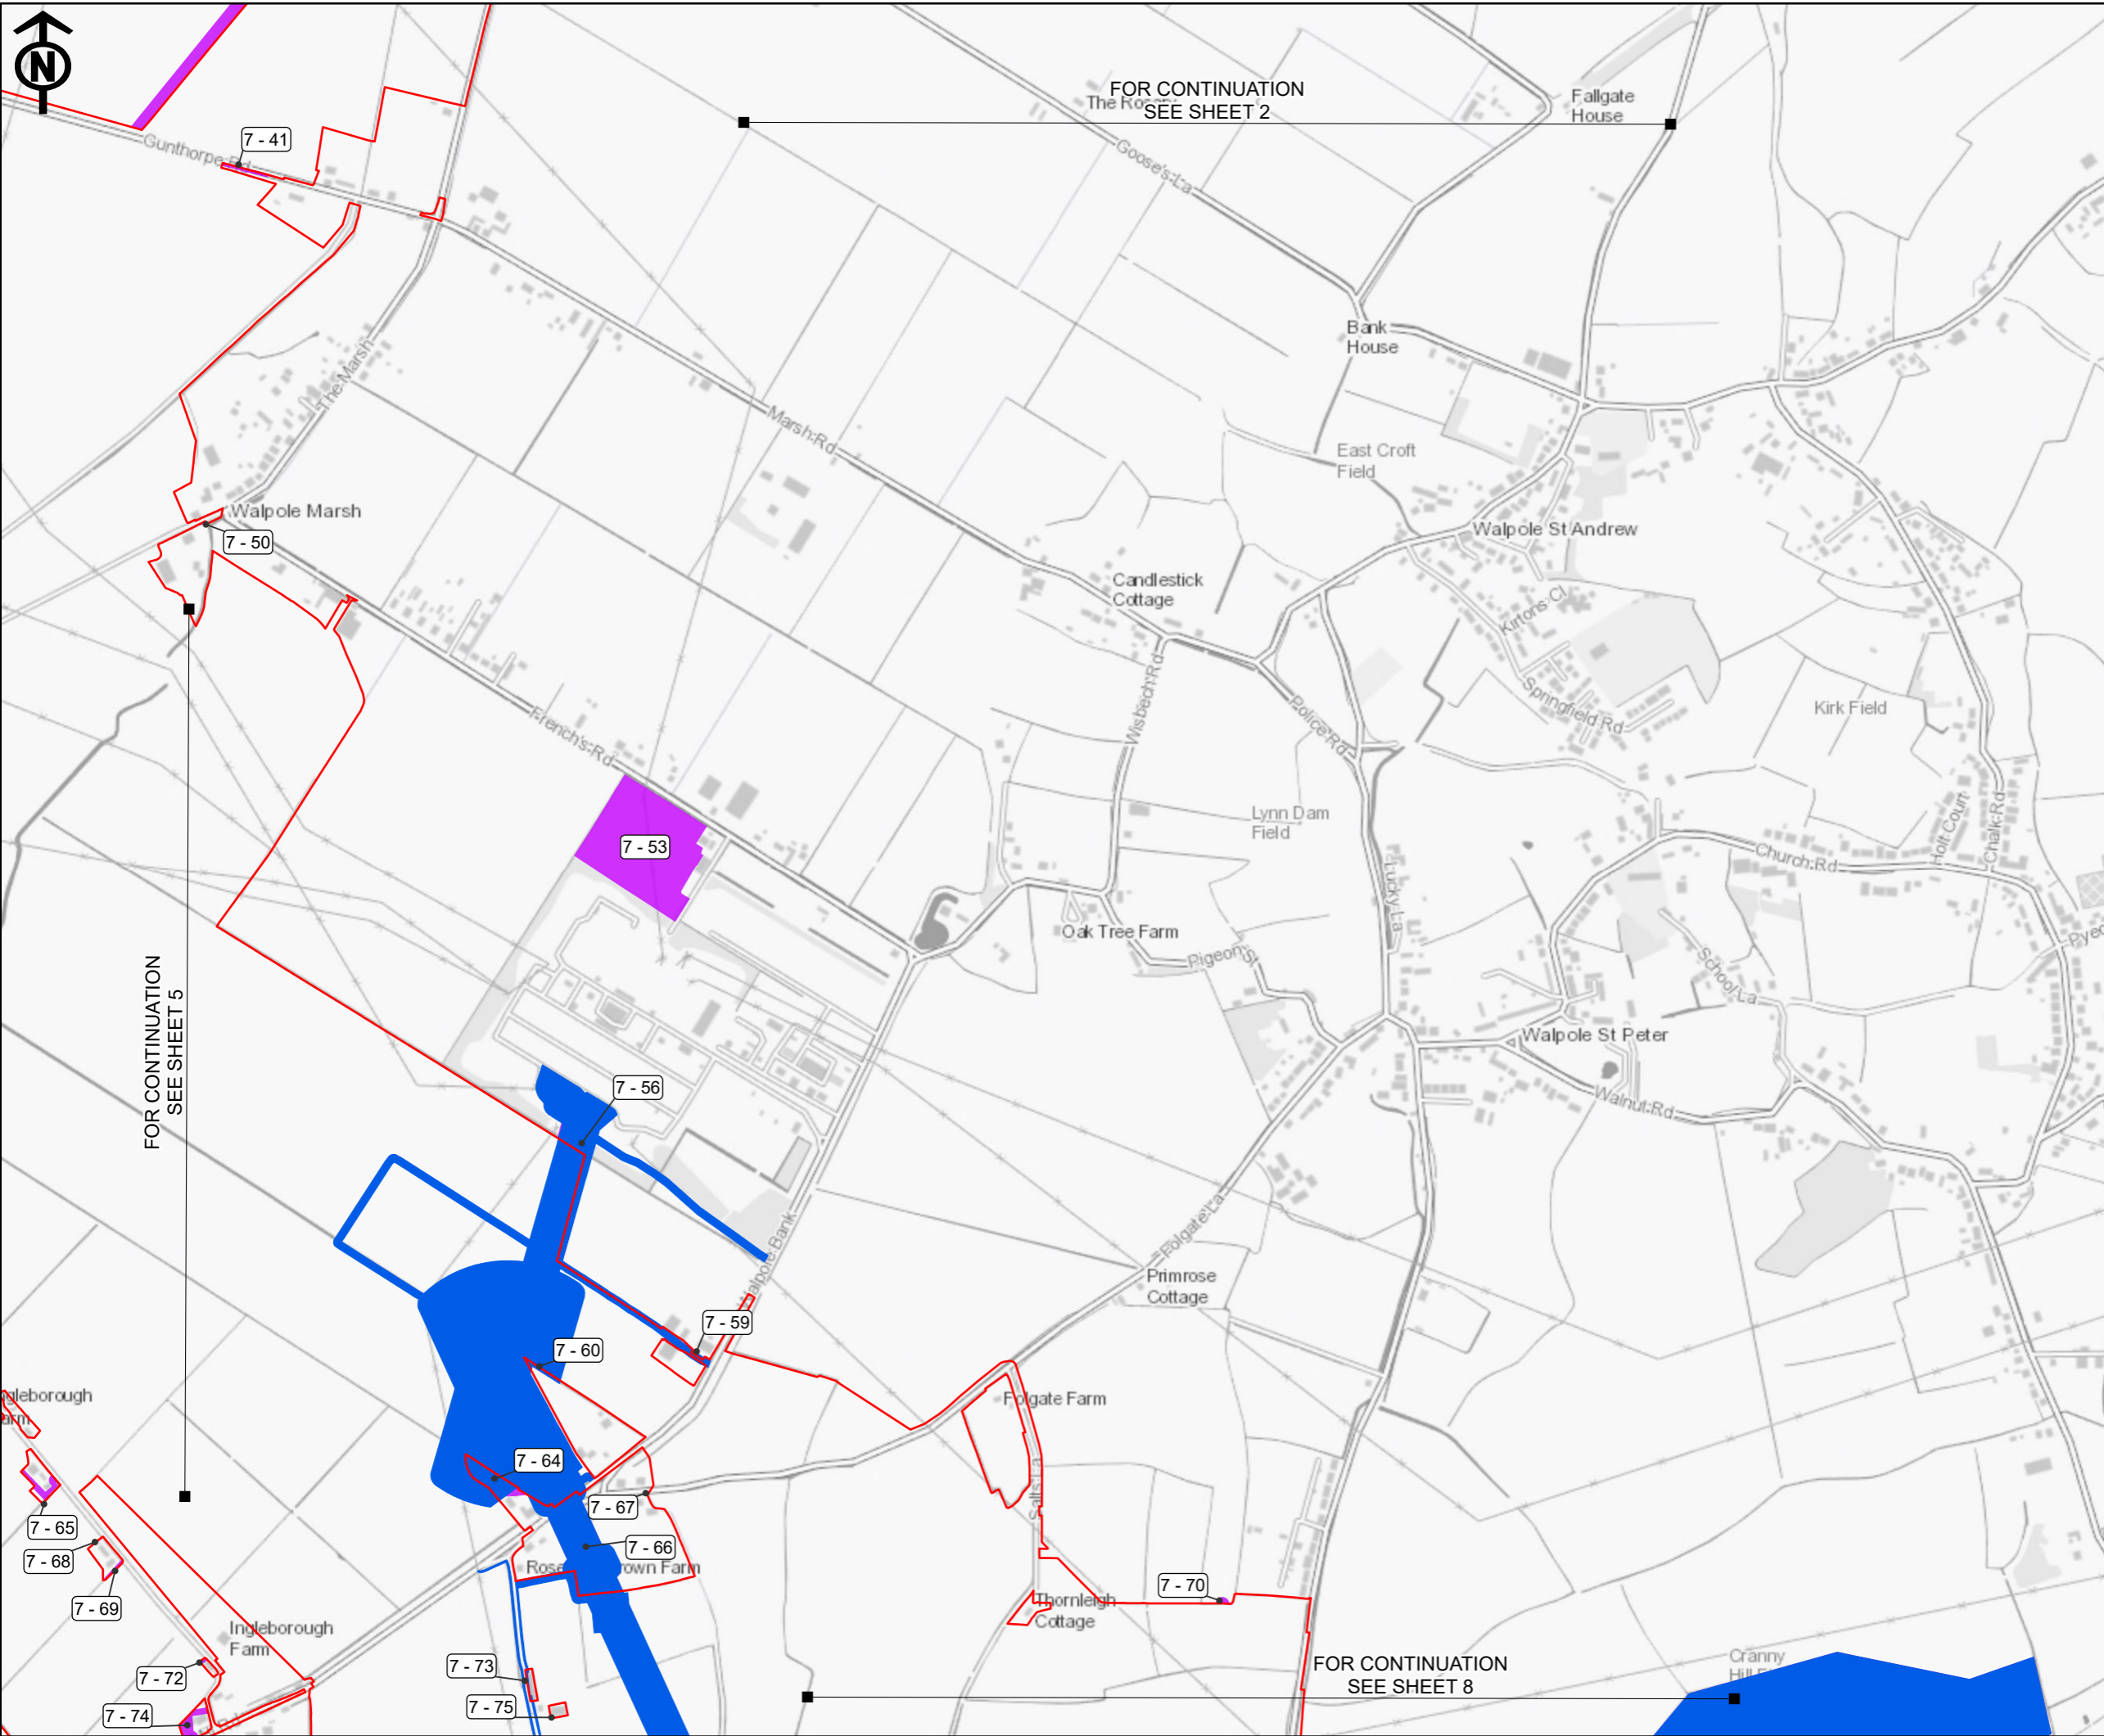 N
FOR CONTINUATION
SEE SHEET 2
Fallgate
House
7 - 41
Gunthorpe Rd
Goose's La
Bank
House
The Marsh
Marsh Rd
East Croft
Field
Walpole Marsh
7 - 50
Walpole St Andrew
Candlestick
Cottage
Kirtons Cl
Wisbech Rd
Police Rd
Springfield Rd
Kirk Field
French's Rd
7 - 53
Lynn Dam
Field
Holt Court
Chalk Rd
Church Rd
Lucky La
Oak Tree Farm
Pigeon St
School La
FOR CONTINUATION
SEE SHEET 5
Walpole St Peter
7 - 56
Walnut Rd
Walpole Bank
Folgate La
Primrose
Cottage
7 - 59
7 - 60
Folgate Farm
7 - 64
Salts La
7 - 67
7 - 65
7 - 66
7 - 68
Farm
7 - 70
7 - 69
Thornleigh
Cottage
Ingleborough
Farm
7 - 72
7 - 73
FOR CONTINUATION
SEE SHEET 8
Cranny
7 - 75
7 - 74